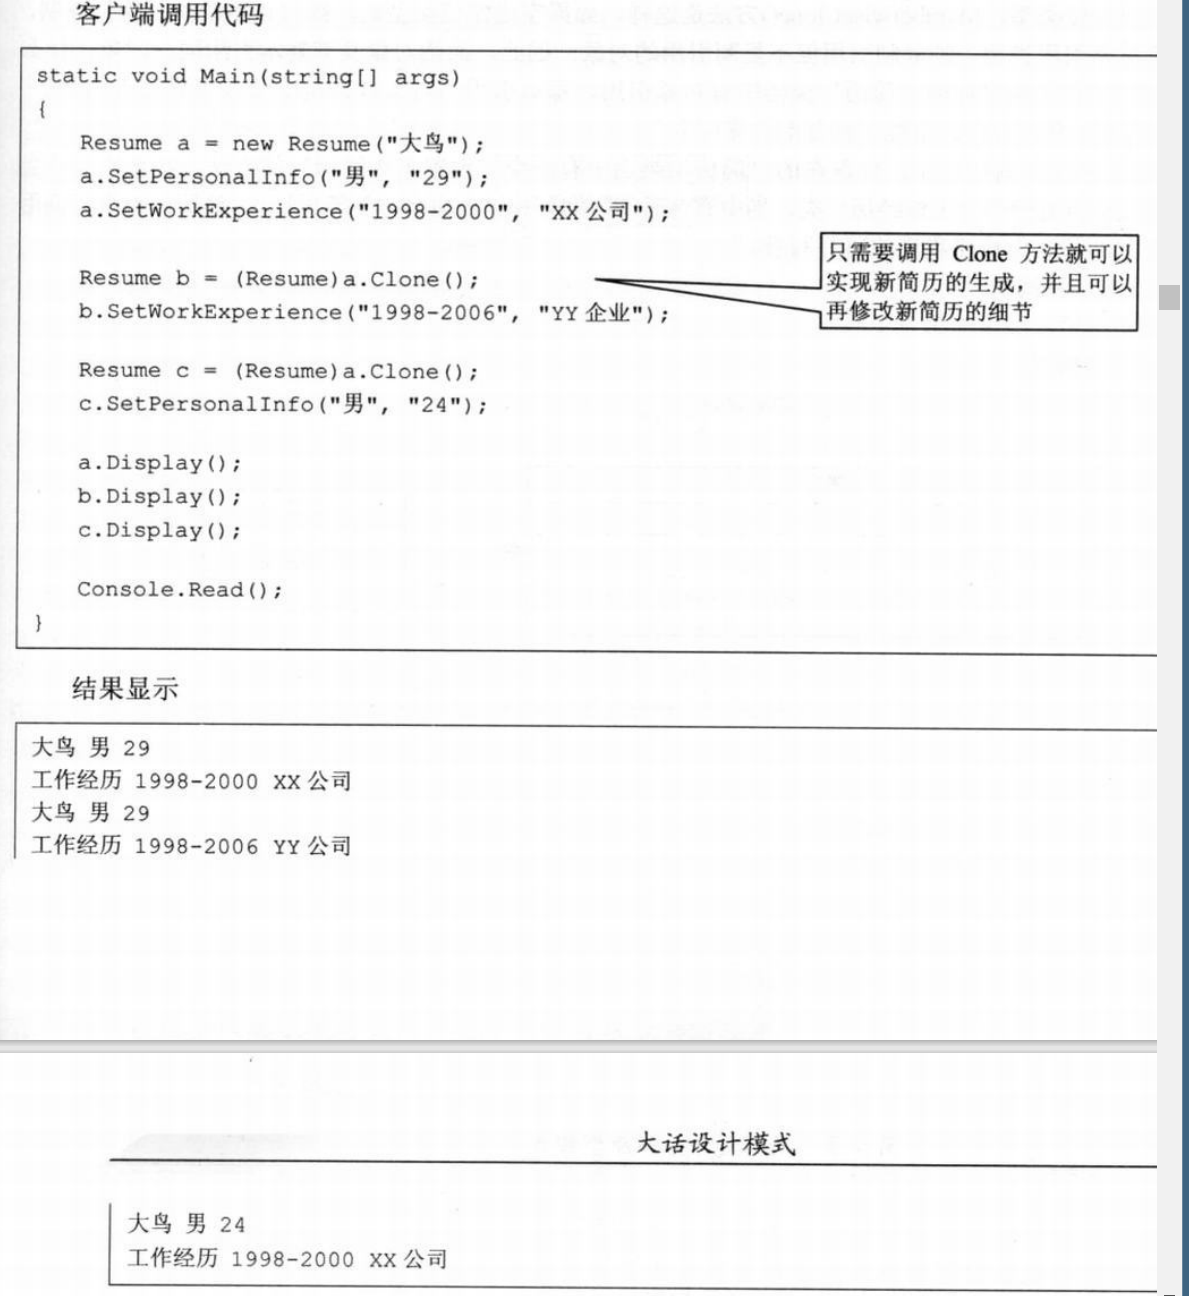 客户端调用代码
static void Main(string[] args)
{
Resume a = new Resume("大鸟");
a.SetPersonalInfo("男", "29");
a.SetWorkExperience("1998-2000", "XX 公司");
Resume b = (Resume)a.Clone();
b.SetWorkExperience("1998-2006", "YY 企业");
只需要调用 Clone 方法就可以
实现新简历的生成，并且可以
再修改新简历的细节
Resume c = (Resume)a.Clone();
c.SetPersonalInfo("男", "24");
a.Display();
b.Display();
c.Display();
Console.Read();
}
结果显示
大鸟 男 29
工作经历 1998-2000 XX 公司
大鸟 男 29
工作经历 1998-2006 YY 公司
大话设计模式
大鸟 男 24
工作经历 1998-2000 XX 公司